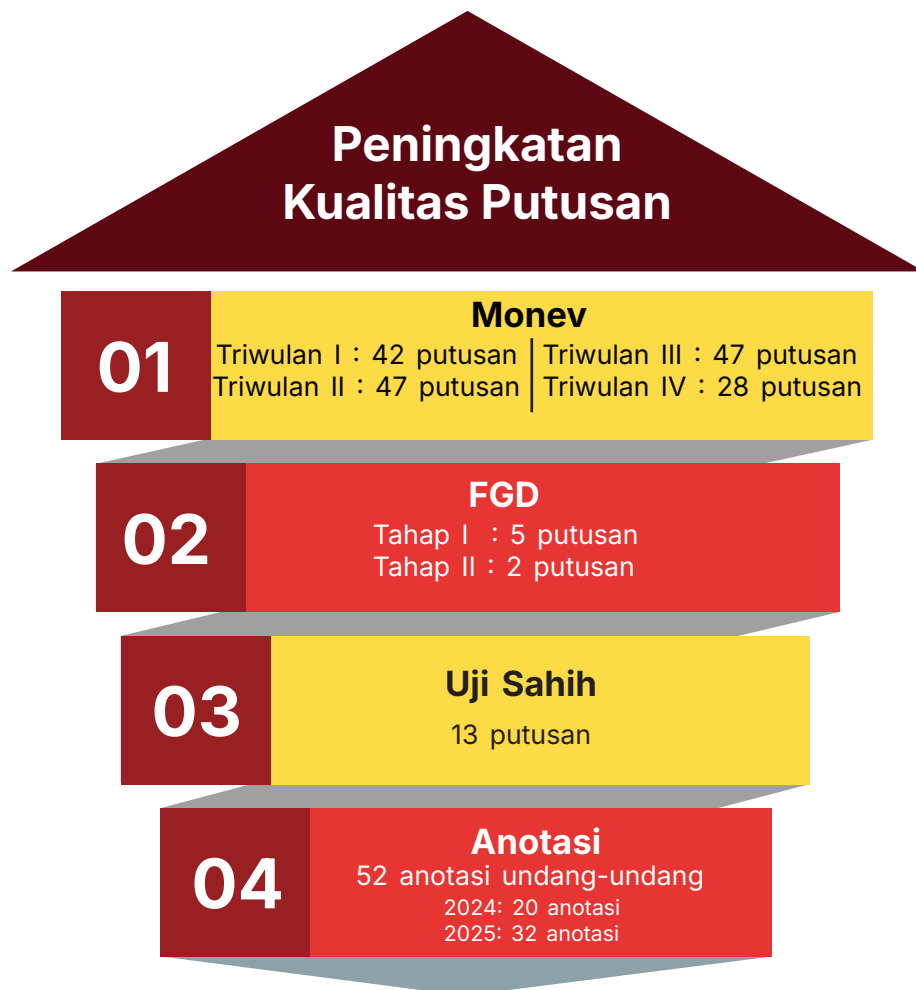 Peningkatan
Kualitas Putusan
01
Monev
Triwulan I : 42 putusan
Triwulan II : 47 putusan
Triwulan III : 47 putusan
Triwulan IV : 28 putusan
02
FGD
Tahap I : 5 putusan
Tahap II : 2 putusan
03
Uji Sahih
13 putusan
04
Anotasi
52 anotasi undang-undang
2024: 20 anotasi
2025: 32 anotasi